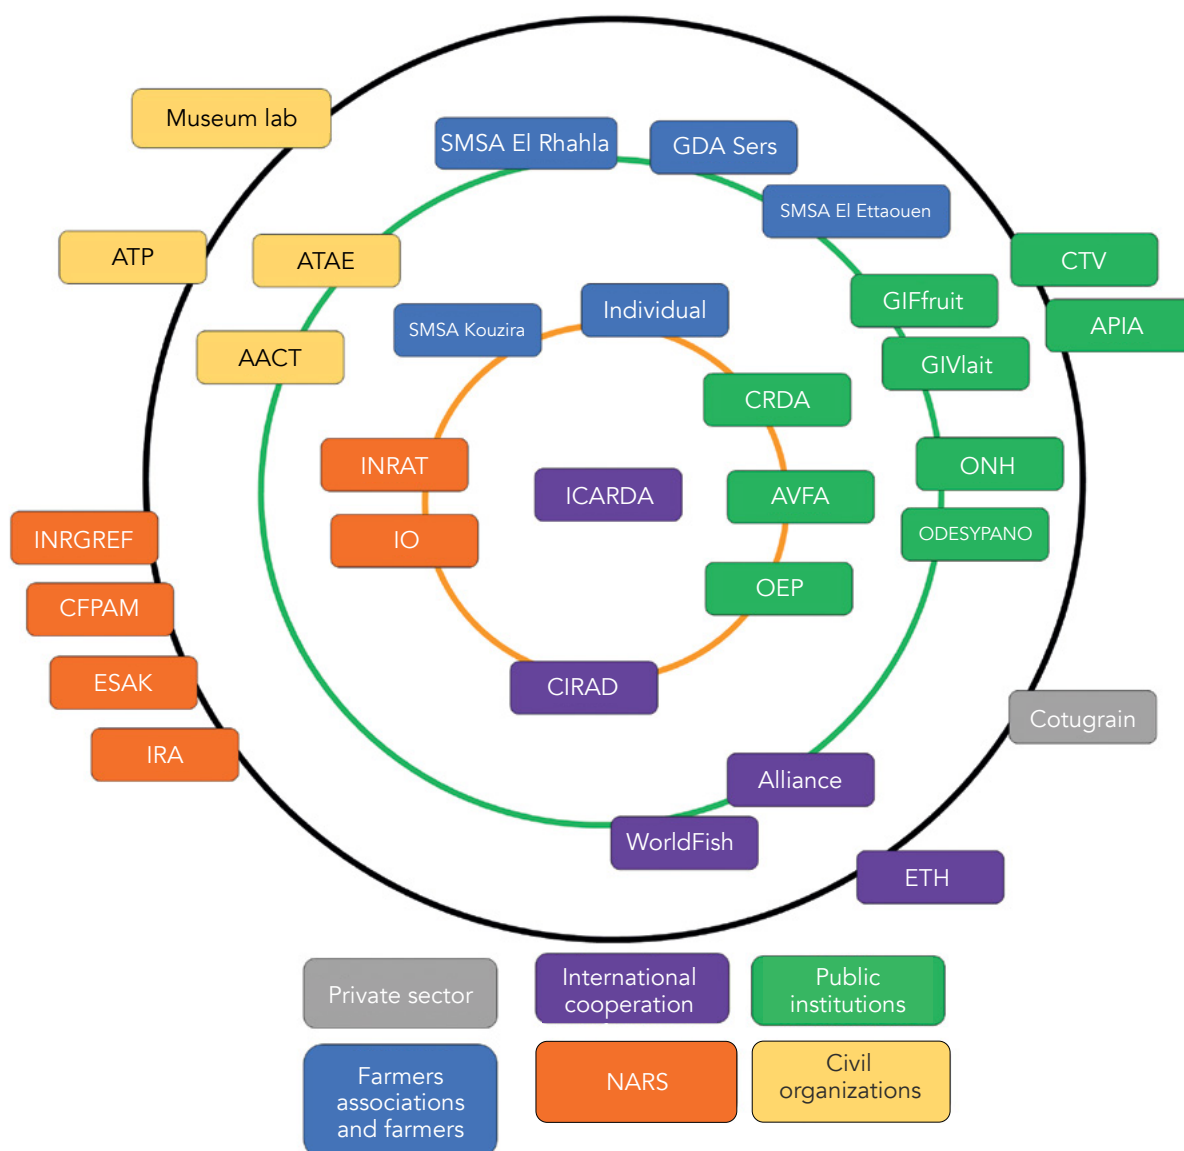 Museum lab
SMSA El Rhahla
GDA Sers
SMSA El Ettaouen
ATP
ATAE
CTV
GIFfruit
Individual
APIA
SMSA Kouzira
AACT
GIVlait
CRDA
INRAT
ONH
ICARDA
AVFA
INRGREF
IO
ODESYPANO
OEP
CFPAM
ESAK
CIRAD
Cotugrain
IRA
Alliance
WorldFish
ETH
Private sector
International
cooperation
Public
institutions
Farmers
associations
and farmers
NARS
Civil
organizations